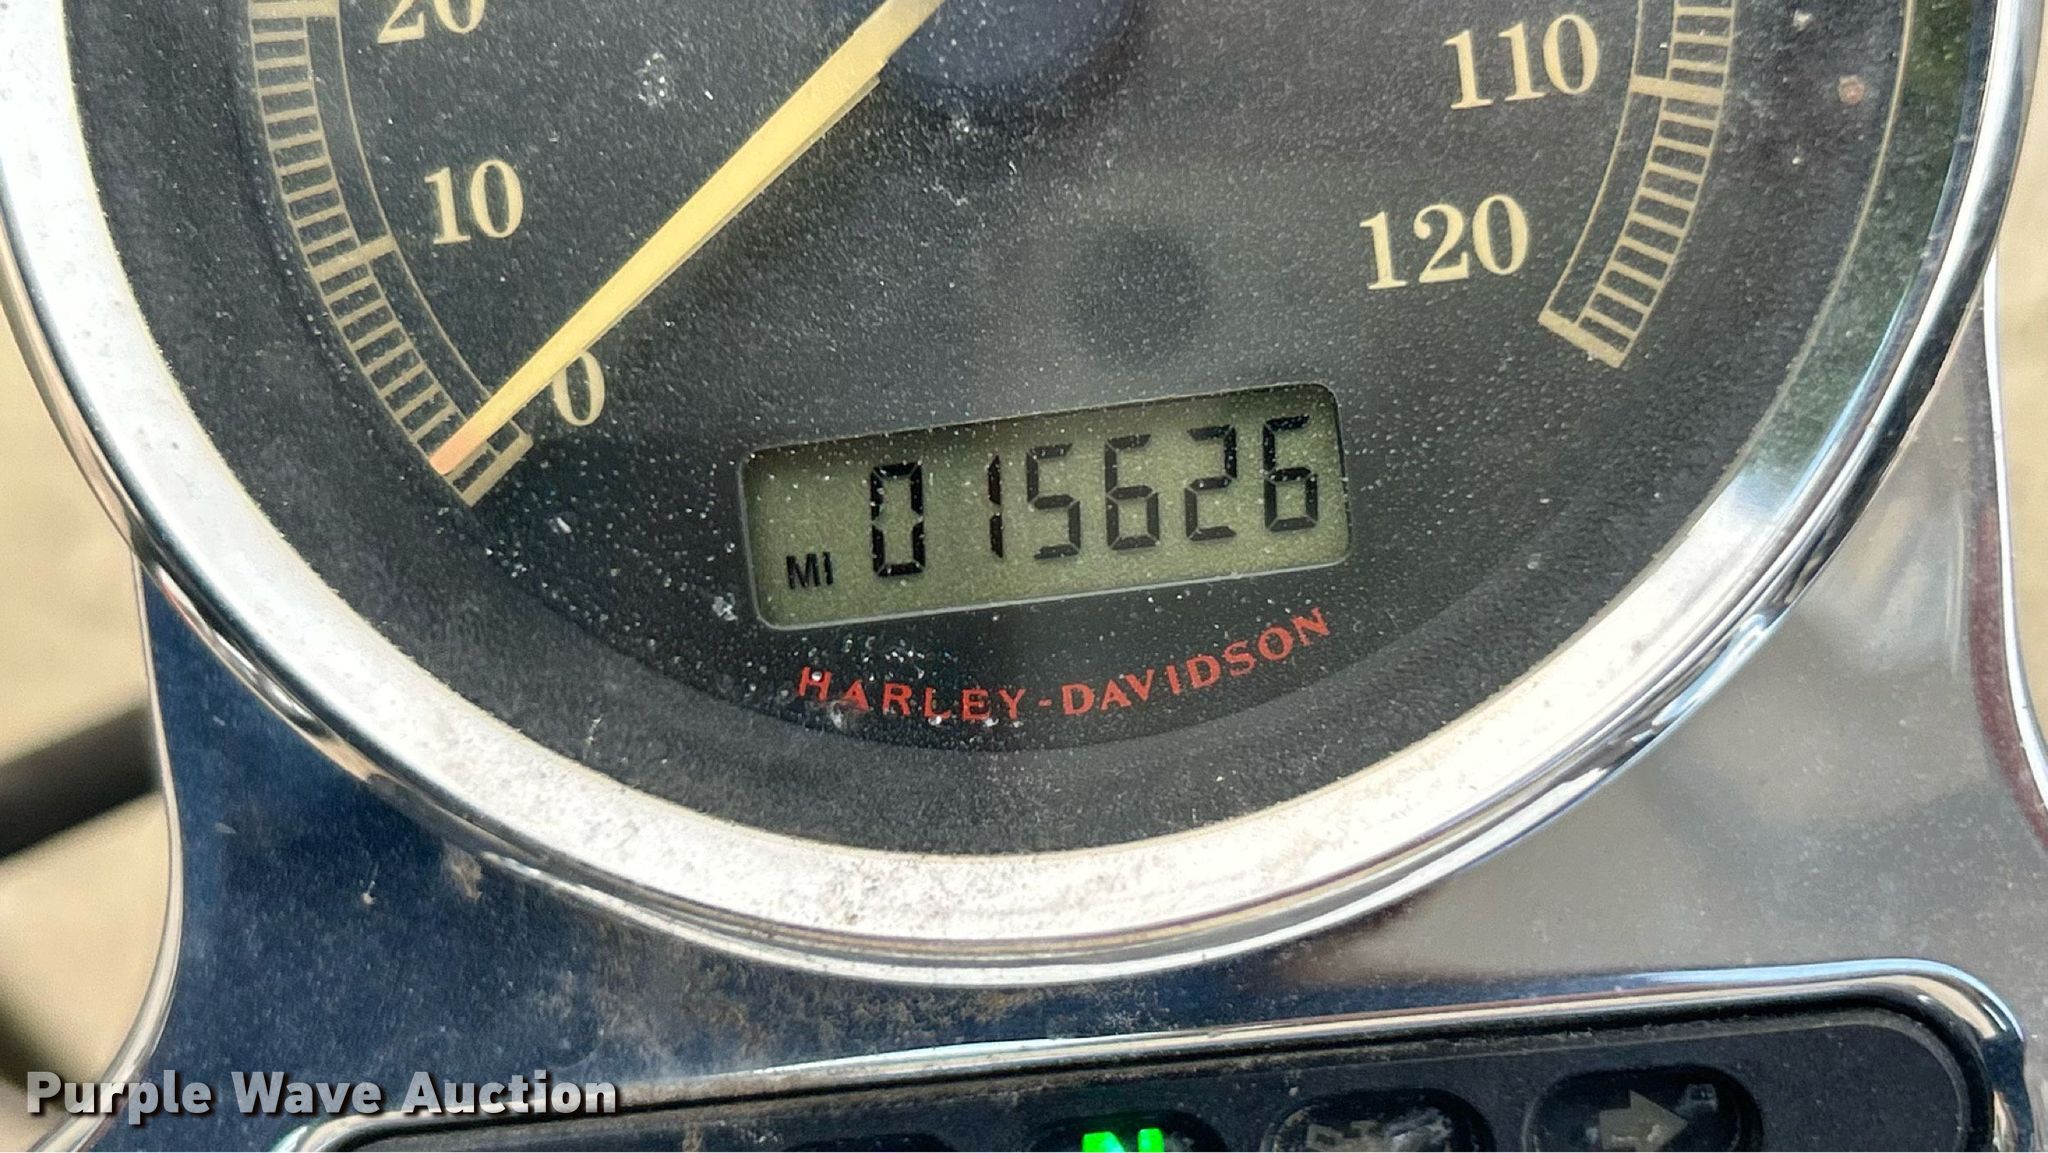 20
10
0
110
120
MI 015626
HARLEY-DAVIDSON
Purple Wave Auction
N